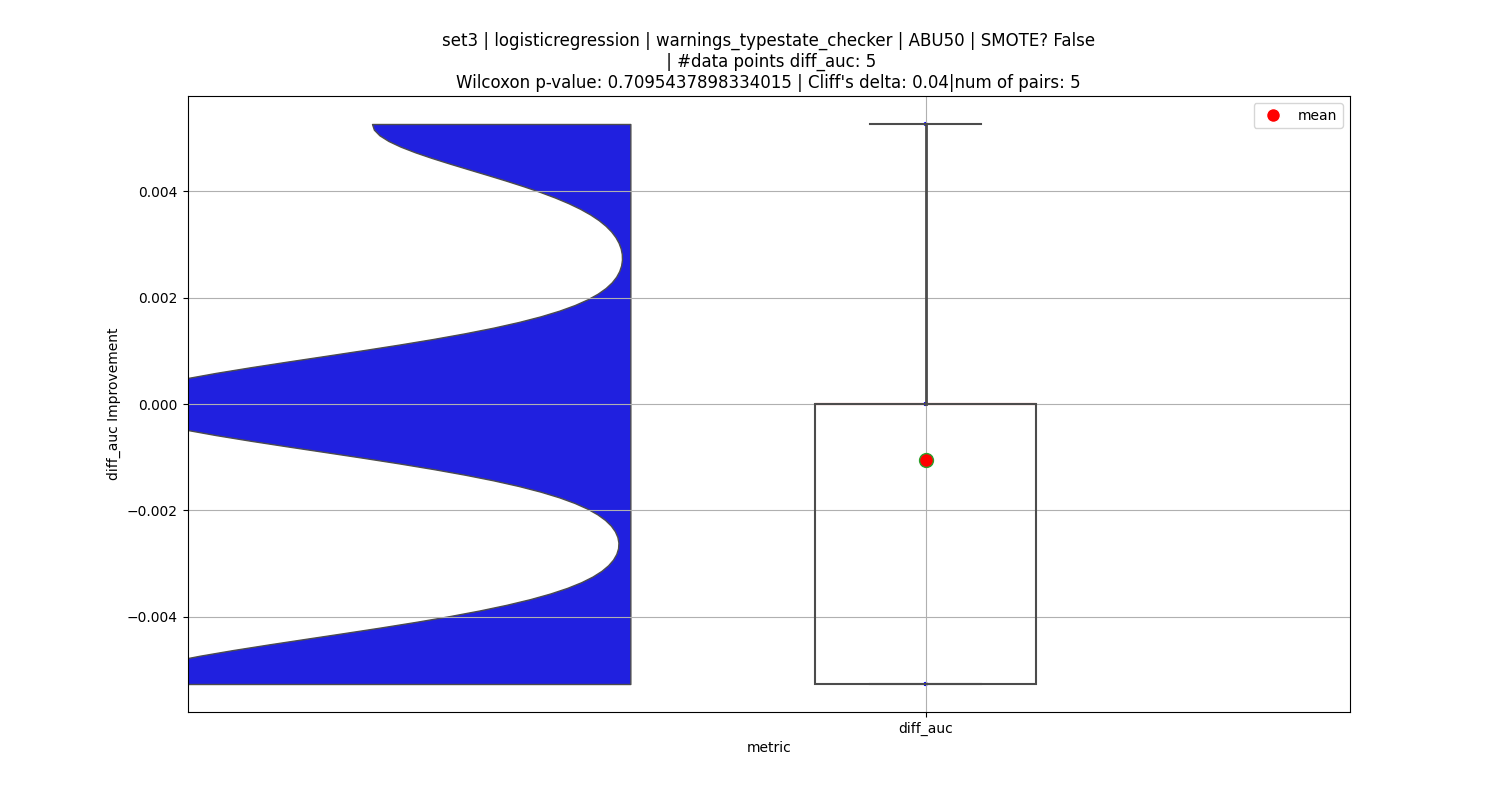 set3 | logisticregression | warnings_typestate_checker | ABU50 | SMOTE? False
| #data points diff_auc: 5
Wilcoxon p-value: 0.7095437898334015 | Cliff's delta: 0.04|num of pairs: 5
mean
0.004
0.002
0.000
−0.002
−0.004
diff_auc Improvement
diff_auc
metric